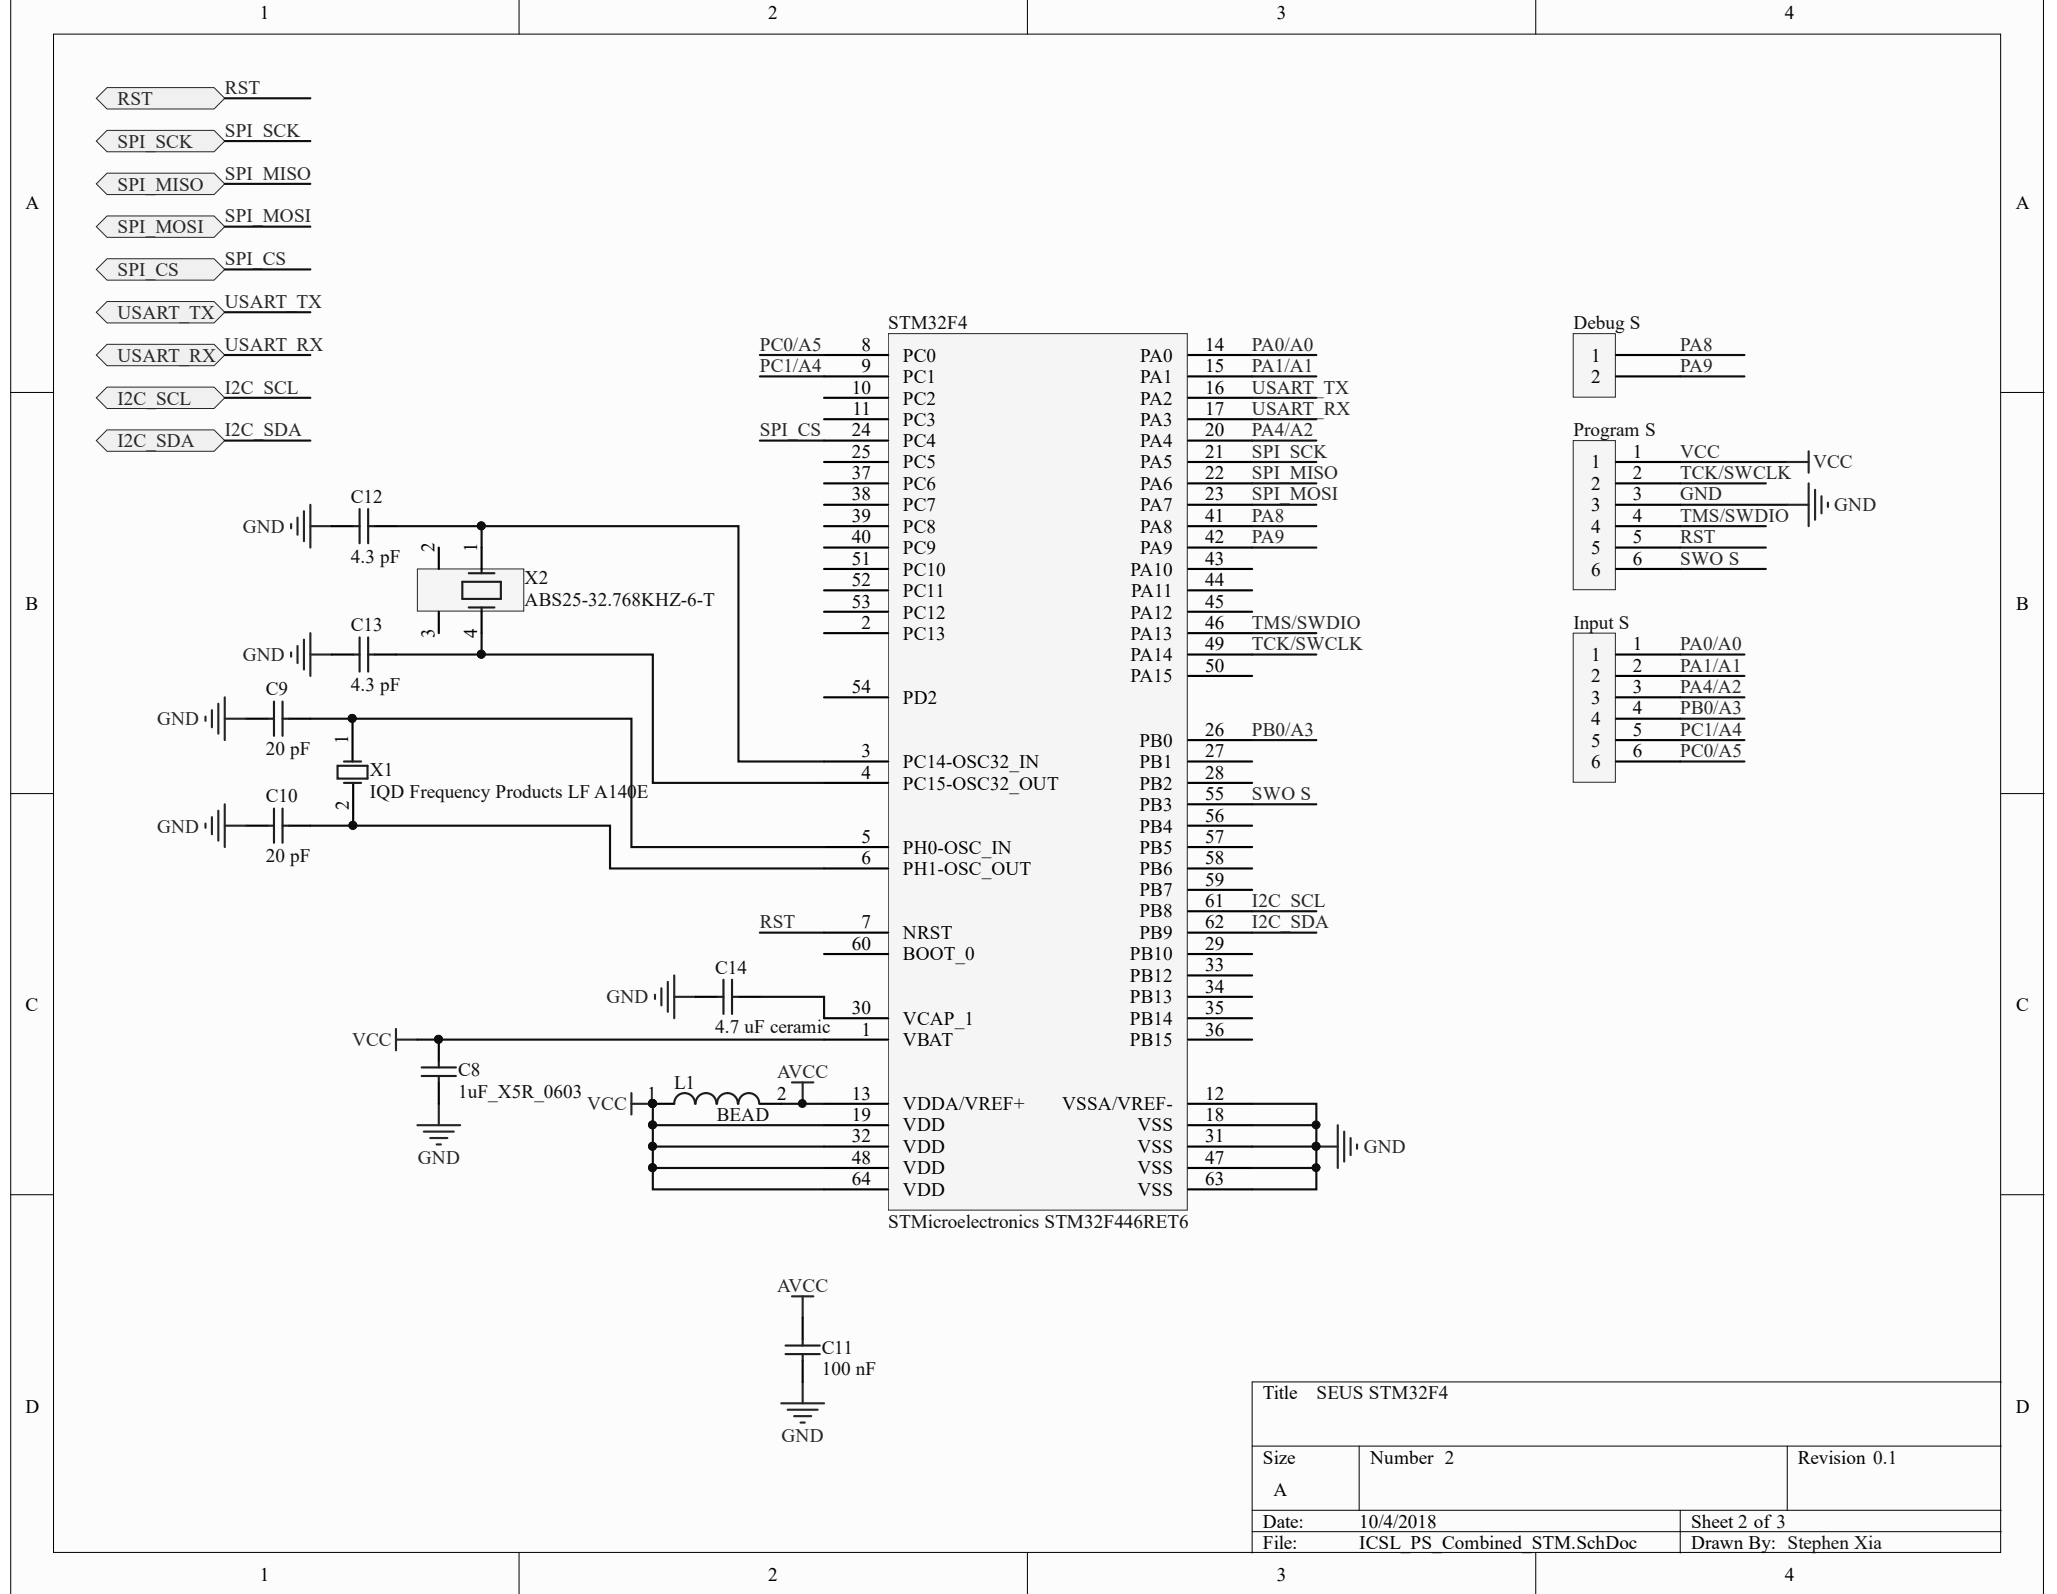 1 2 3 4
A
B
C
D
A
B
C
D
RST RST
SPI_SCK SPI_SCK
SPI_MISO SPI_MISO
SPI_MOSI SPI_MOSI
SPI_CS SPI_CS
USART_TX USART_TX
USART_RX USART_RX
I2C_SCL I2C_SCL
I2C_SDA I2C_SDA
GND
C12
4.3 pF
2 1
X2
ABS25-32.768KHZ-6-T
3 4
GND
C13
4.3 pF
GND
C9
20 pF
1
X1
IQD Frequency Products LF A140E
2
GND
C10
20 pF
STM32F4
PC0/A5 8 PC0
PC1/A4 9 PC1
10 PC2
11 PC3
SPI_CS 24 PC4
25 PC5
37 PC6
38 PC7
39 PC8
40 PC9
51 PC10
52 PC11
53 PC12
2 PC13
54 PD2
3 PC14-OSC32_IN
4 PC15-OSC32_OUT
5 PH0-OSC_IN
6 PH1-OSC_OUT
RST 7 NRST
60 BOOT_0
GND
C14
4.7 uF ceramic
30 VCAP_1
VCC
1 VBAT
C8
1uF_X5R_0603
GND
VCC
1
L1
BEAD
2
AVCC
13 VDDA/VREF+
19 VDD
32 VDD
48 VDD
64 VDD
PA0 14 PA0/A0
PA1 15 PA1/A1
PA2 16 USART_TX
PA3 17 USART_RX
PA4 20 PA4/A2
PA5 21 SPI_SCK
PA6 22 SPI_MISO
PA7 23 SPI_MOSI
PA8 41 PA8
PA9 42 PA9
PA10 43
PA11 44
PA12 45
PA13 46 TMS/SWDIO
PA14 49 TCK/SWCLK
PA15 50
PB0 26 PB0/A3
PB1 27
PB2 28
PB3 55 SWO S
PB4 56
PB5 57
PB6 58
PB7 59
PB8 61 I2C_SCL
PB9 62 I2C_SDA
PB10 29
PB12 33
PB13 34
PB14 35
PB15 36
VSSA/VREF- 12
VSS 18
VSS 31
VSS 47
VSS 63
GND
STMicroelectronics STM32F446RET6
Debug S
1 PA8
2 PA9
Program S
1 1 VCC VCC
2 2 TCK/SWCLK
3 3 GND GND
4 4 TMS/SWDIO
5 5 RST
6 6 SWO S
Input S
1 1 PA0/A0
2 2 PA1/A1
3 3 PA4/A2
4 4 PB0/A3
5 5 PC1/A4
6 6 PC0/A5
AVCC
C11
100 nF
GND
Title SEUS STM32F4
Size Number 2 Revision 0.1
A
Date: 10/4/2018 Sheet 2 of 3
File: ICSL_PS_Combined_STM.SchDoc Drawn By: Stephen Xia
1 2 3 4